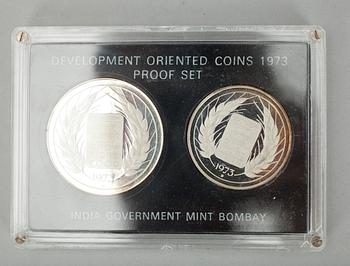 DEVELOPMENT ORIENTED COINS 1973
PROOF SET
1973
1973
INDIA GOVERNMENT MINT BOMBAY